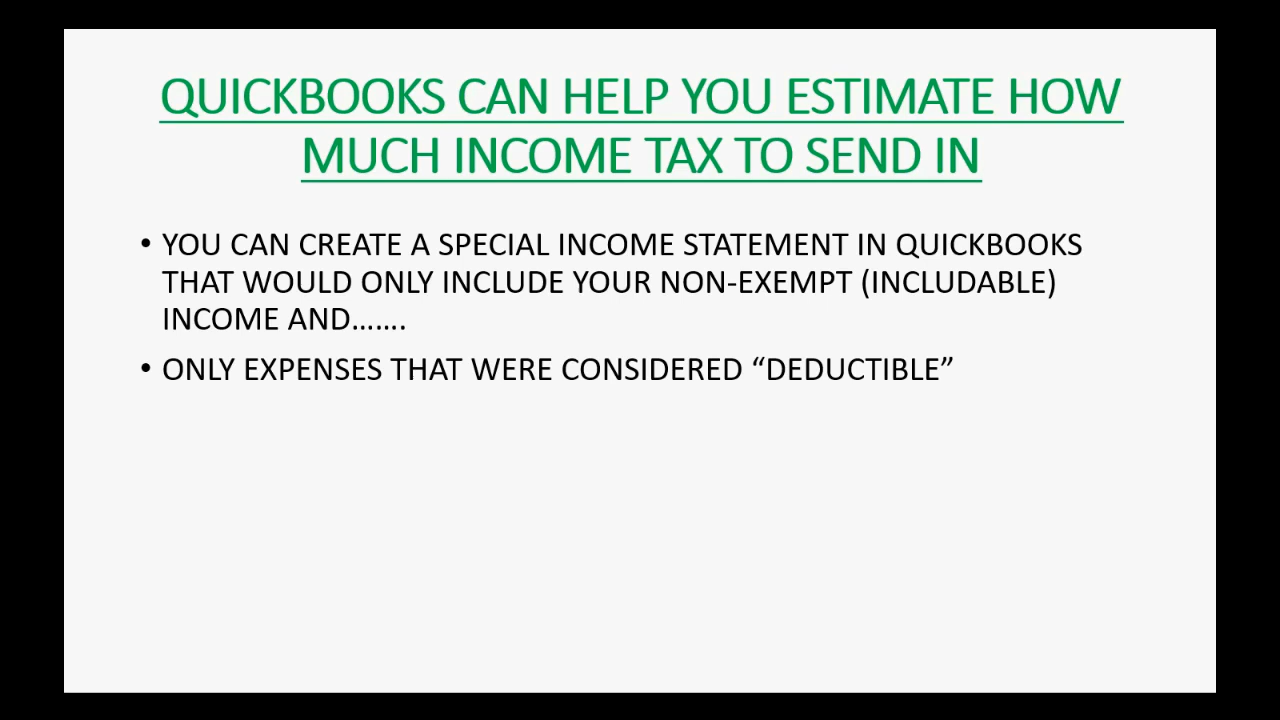 QUICKBOOKS CAN HELP YOU ESTIMATE HOW
MUCH INCOME TAX TO SEND IN
• YOU CAN CREATE A SPECIAL INCOME STATEMENT IN QUICKBOOKS
THAT WOULD ONLY INCLUDE YOUR NON-EXEMPT (INCLUDABLE)
INCOME AND…….
• ONLY EXPENSES THAT WERE CONSIDERED “DEDUCTIBLE”